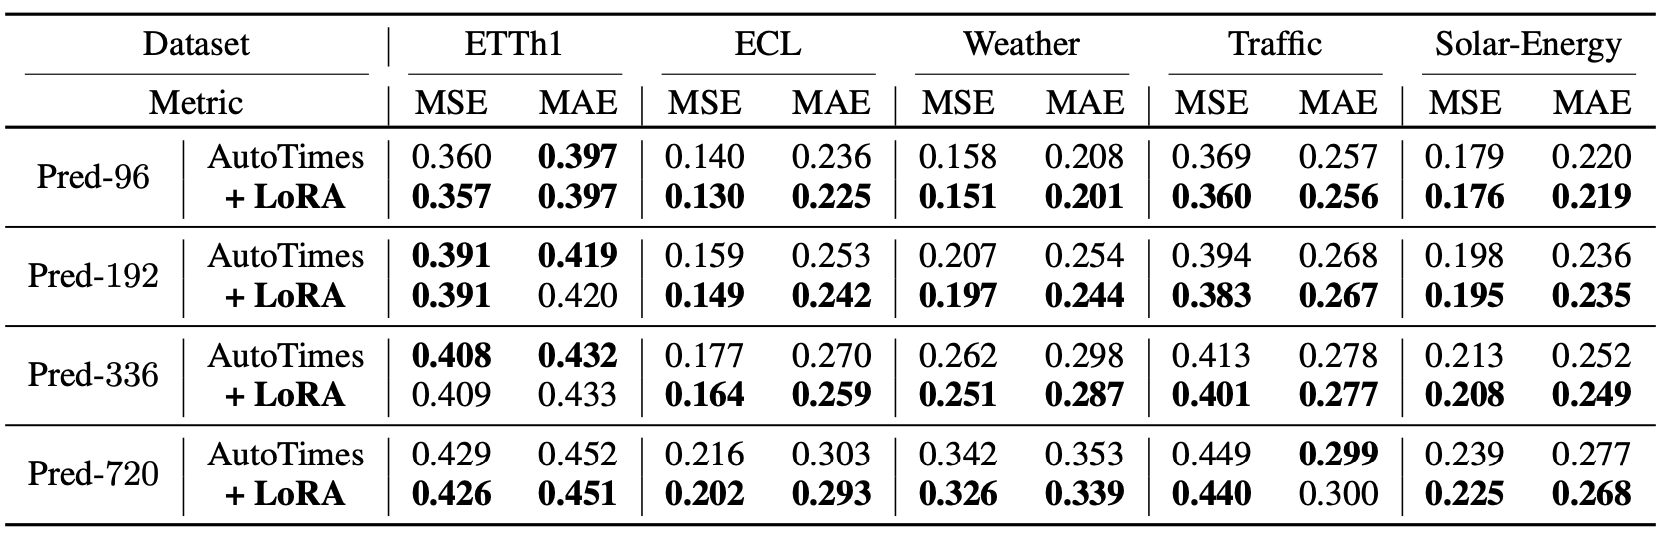 Dataset ETTh1 ECL Weather Traffic Solar-Energy
Metric MSE MAE MSE MAE MSE MAE MSE MAE MSE MAE
Pred-96 AutoTimes 0.360 0.397 0.140 0.236 0.158 0.208 0.369 0.257 0.179 0.220
+ LoRA 0.357 0.397 0.130 0.225 0.151 0.201 0.360 0.256 0.176 0.219
Pred-192 AutoTimes 0.391 0.419 0.159 0.253 0.207 0.254 0.394 0.268 0.198 0.236
+ LoRA 0.391 0.420 0.149 0.242 0.197 0.244 0.383 0.267 0.195 0.235
Pred-336 AutoTimes 0.408 0.432 0.177 0.270 0.262 0.298 0.413 0.278 0.213 0.252
+ LoRA 0.409 0.433 0.164 0.259 0.251 0.287 0.401 0.277 0.208 0.249
Pred-720 AutoTimes 0.429 0.452 0.216 0.303 0.342 0.353 0.449 0.299 0.239 0.277
+ LoRA 0.426 0.451 0.202 0.293 0.326 0.339 0.440 0.300 0.225 0.268